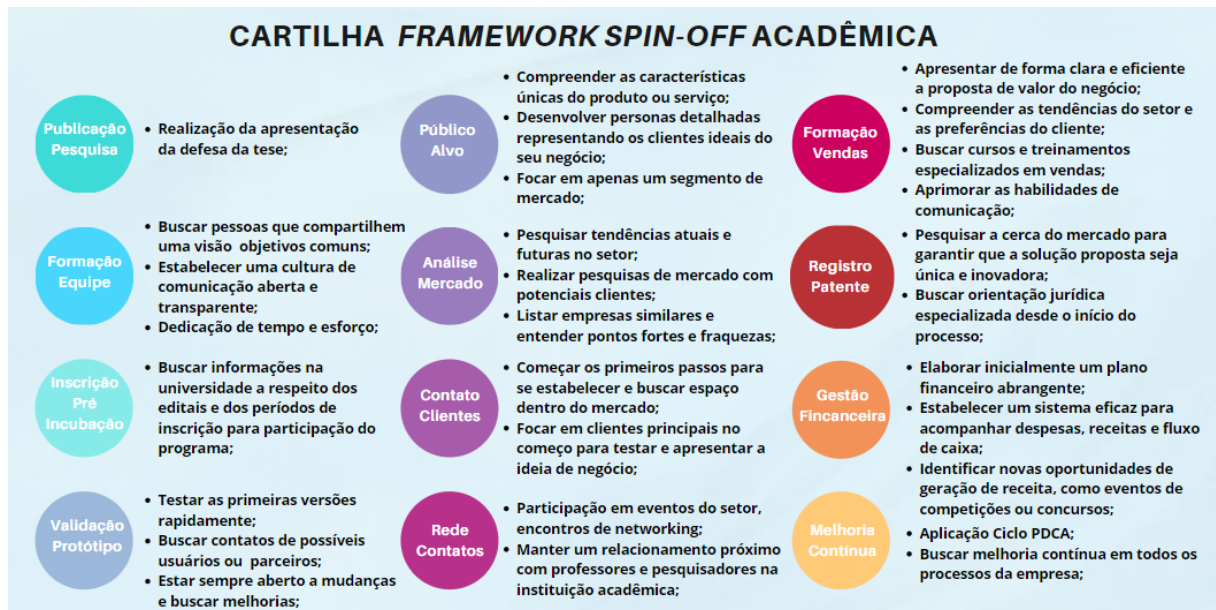 CARTILHA FRAMEWORK SPIN-OFF ACADÊMICA
Publicação
Pesquisa
• Realização da apresentação
da defesa da tese;
Formação
Equipe
• Buscar pessoas que compartilhem
uma visão objetivos comuns;
• Estabelecer uma cultura de
comunicação aberta e
transparente;
• Dedicação de tempo e esforço;
Inscrição
Pré
Incubação
• Buscar informações na
universidade a respeito dos
editais e dos períodos de
inscrição para participação do
programa;
Validação
Protótipo
• Testar as primeiras versões
rapidamente;
• Buscar contatos de possíveis
usuários ou parceiros;
• Estar sempre aberto a mudanças
e buscar melhorias;
Público
Alvo
• Compreender as características
únicas do produto ou serviço;
• Desenvolver personas detalhadas
representando os clientes ideais do
seu negócio;
• Focar em apenas um segmento de
mercado;
Análise
Mercado
• Pesquisar tendências atuais e
futuras no setor;
• Realizar pesquisas de mercado com
potenciais clientes;
• Listar empresas similares e
entender pontos fortes e fraquezas;
Contato
Clientes
• Começar os primeiros passos para
se estabelecer e buscar espaço
dentro do mercado;
• Focar em clientes principais no
começo para testar e apresentar a
ideia de negócio;
Rede
Contatos
• Participação em eventos do setor,
encontros de networking;
• Manter um relacionamento próximo
com professores e pesquisadores na
instituição acadêmica;
Formação
Vendas
• Apresentar de forma clara e eficiente
a proposta de valor do negócio;
• Compreender as tendências do setor e
as preferências do cliente;
• Buscar cursos e treinamentos
especializados em vendas;
• Aprimorar as habilidades de
comunicação;
Registro
Patente
• Pesquisar a cerca do mercado para
garantir que a solução proposta seja
única e inovadora;
• Buscar orientação jurídica
especializada desde o início do
processo;
Gestão
Fincanceira
• Elaborar inicialmente um plano
financeiro abrangente;
• Estabelecer um sistema eficaz para
acompanhar despesas, receitas e fluxo
de caixa;
• Identificar novas oportunidades de
geração de receita, como eventos de
competições ou concursos;
Melhoria
Contínua
• Aplicação Ciclo PDCA;
• Buscar melhoria contínua em todos os
processos da empresa;